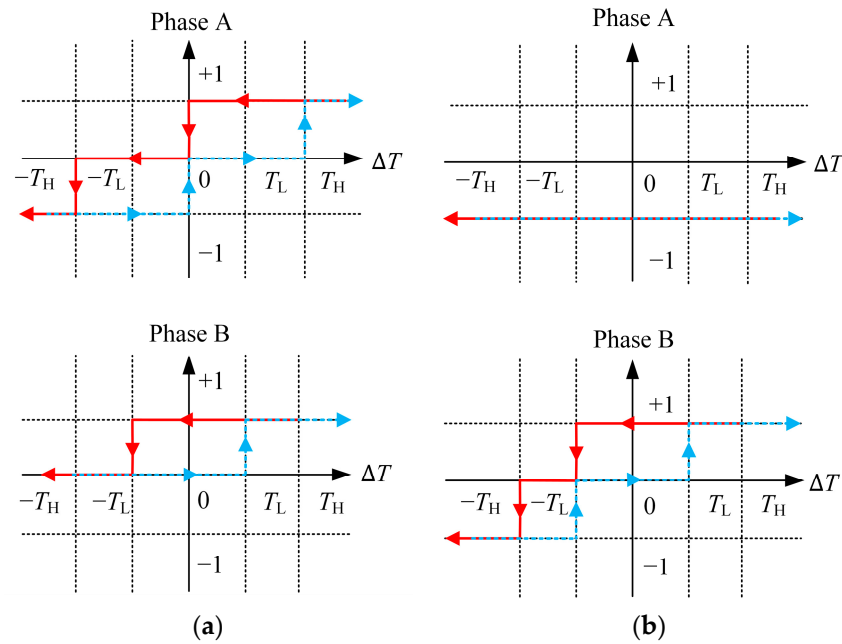 Phase A
+1
ΔT
−T_H −T_L 0 T_L T_H
−1
Phase B
+1
ΔT
−T_H −T_L 0 T_L T_H
−1
(a)
Phase A
+1
ΔT
−T_H −T_L 0 T_L T_H
−1
Phase B
+1
ΔT
−T_H −T_L 0 T_L T_H
−1
(b)